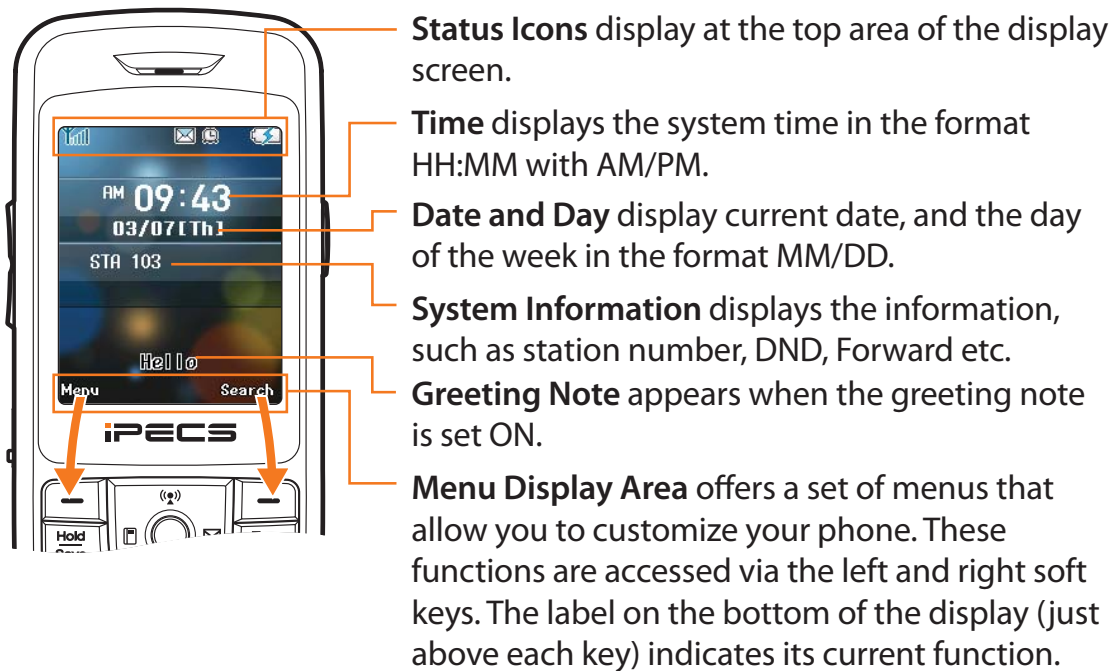 AM 09:43
03/07[Th]
STA 103
Hello
Menu Search
iPECS
Hold
Status Icons display at the top area of the display
screen.
Time displays the system time in the format
HH:MM with AM/PM.
Date and Day display current date, and the day
of the week in the format MM/DD.
System Information displays the information,
such as station number, DND, Forward etc.
Greeting Note appears when the greeting note
is set ON.
Menu Display Area offers a set of menus that
allow you to customize your phone. These
functions are accessed via the left and right soft
keys. The label on the bottom of the display (just
above each key) indicates its current function.